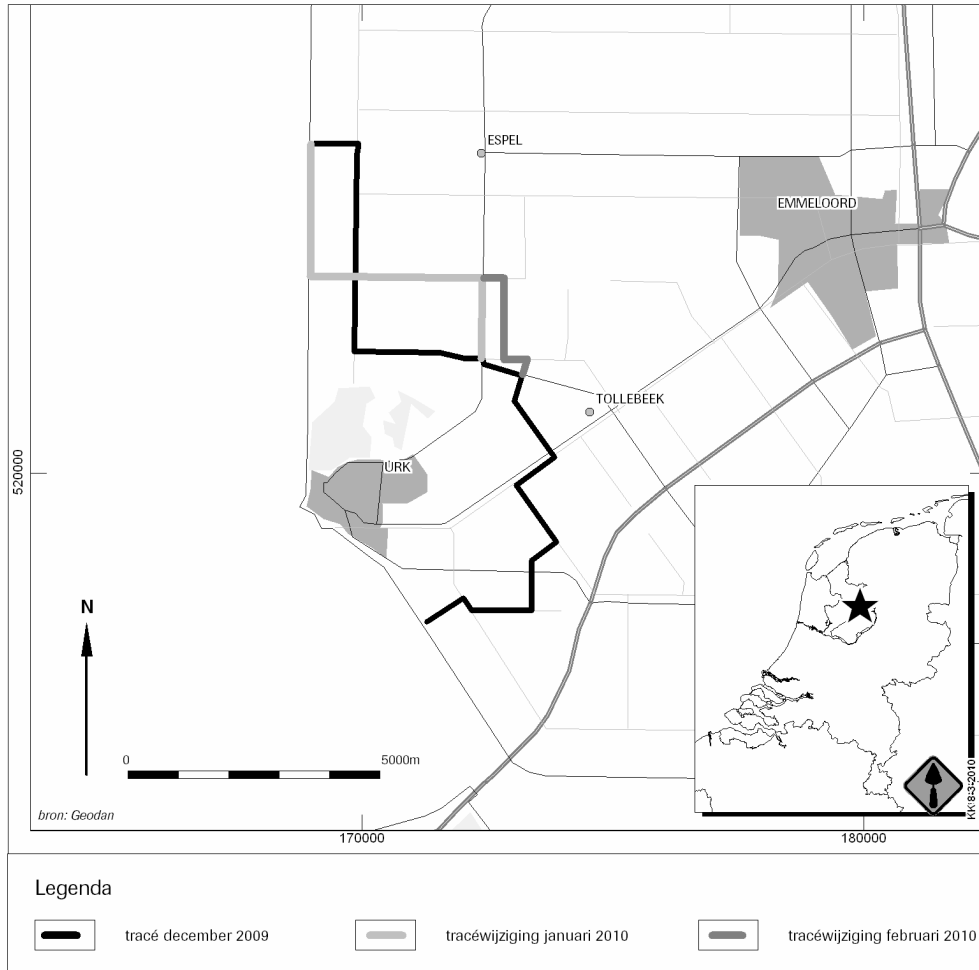 ESPEL
EMMELOORD
TOLLEBEEK
URK
520000
N
0 5000m
bron: Geodan
170000 180000
KK:8-3-2010
Legenda
tracé december 2009 tracéwijziging januari 2010 tracéwijziging februari 2010